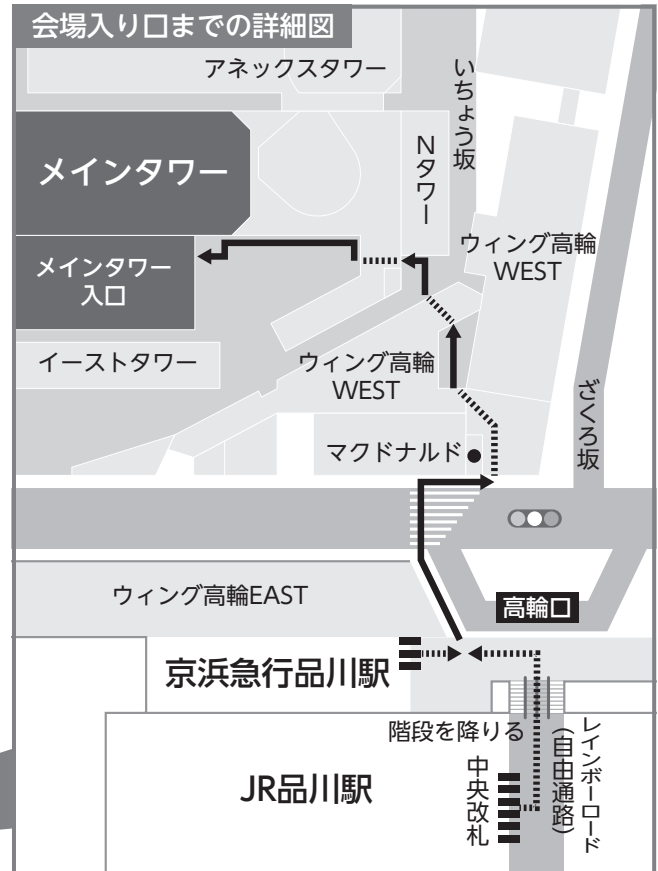 会場入り口までの詳細図
アネックスタワー
いちょう坂
メインタワー
Nタワー
ウィング高輪
WEST
メインタワー
入口
イーストタワー
ウィング高輪
WEST
ざくろ坂
マクドナルド
ウィング高輪EAST
高輪口
京浜急行品川駅
階段を降りる
レインボーロード
(自由通路)
中央改札
JR品川駅